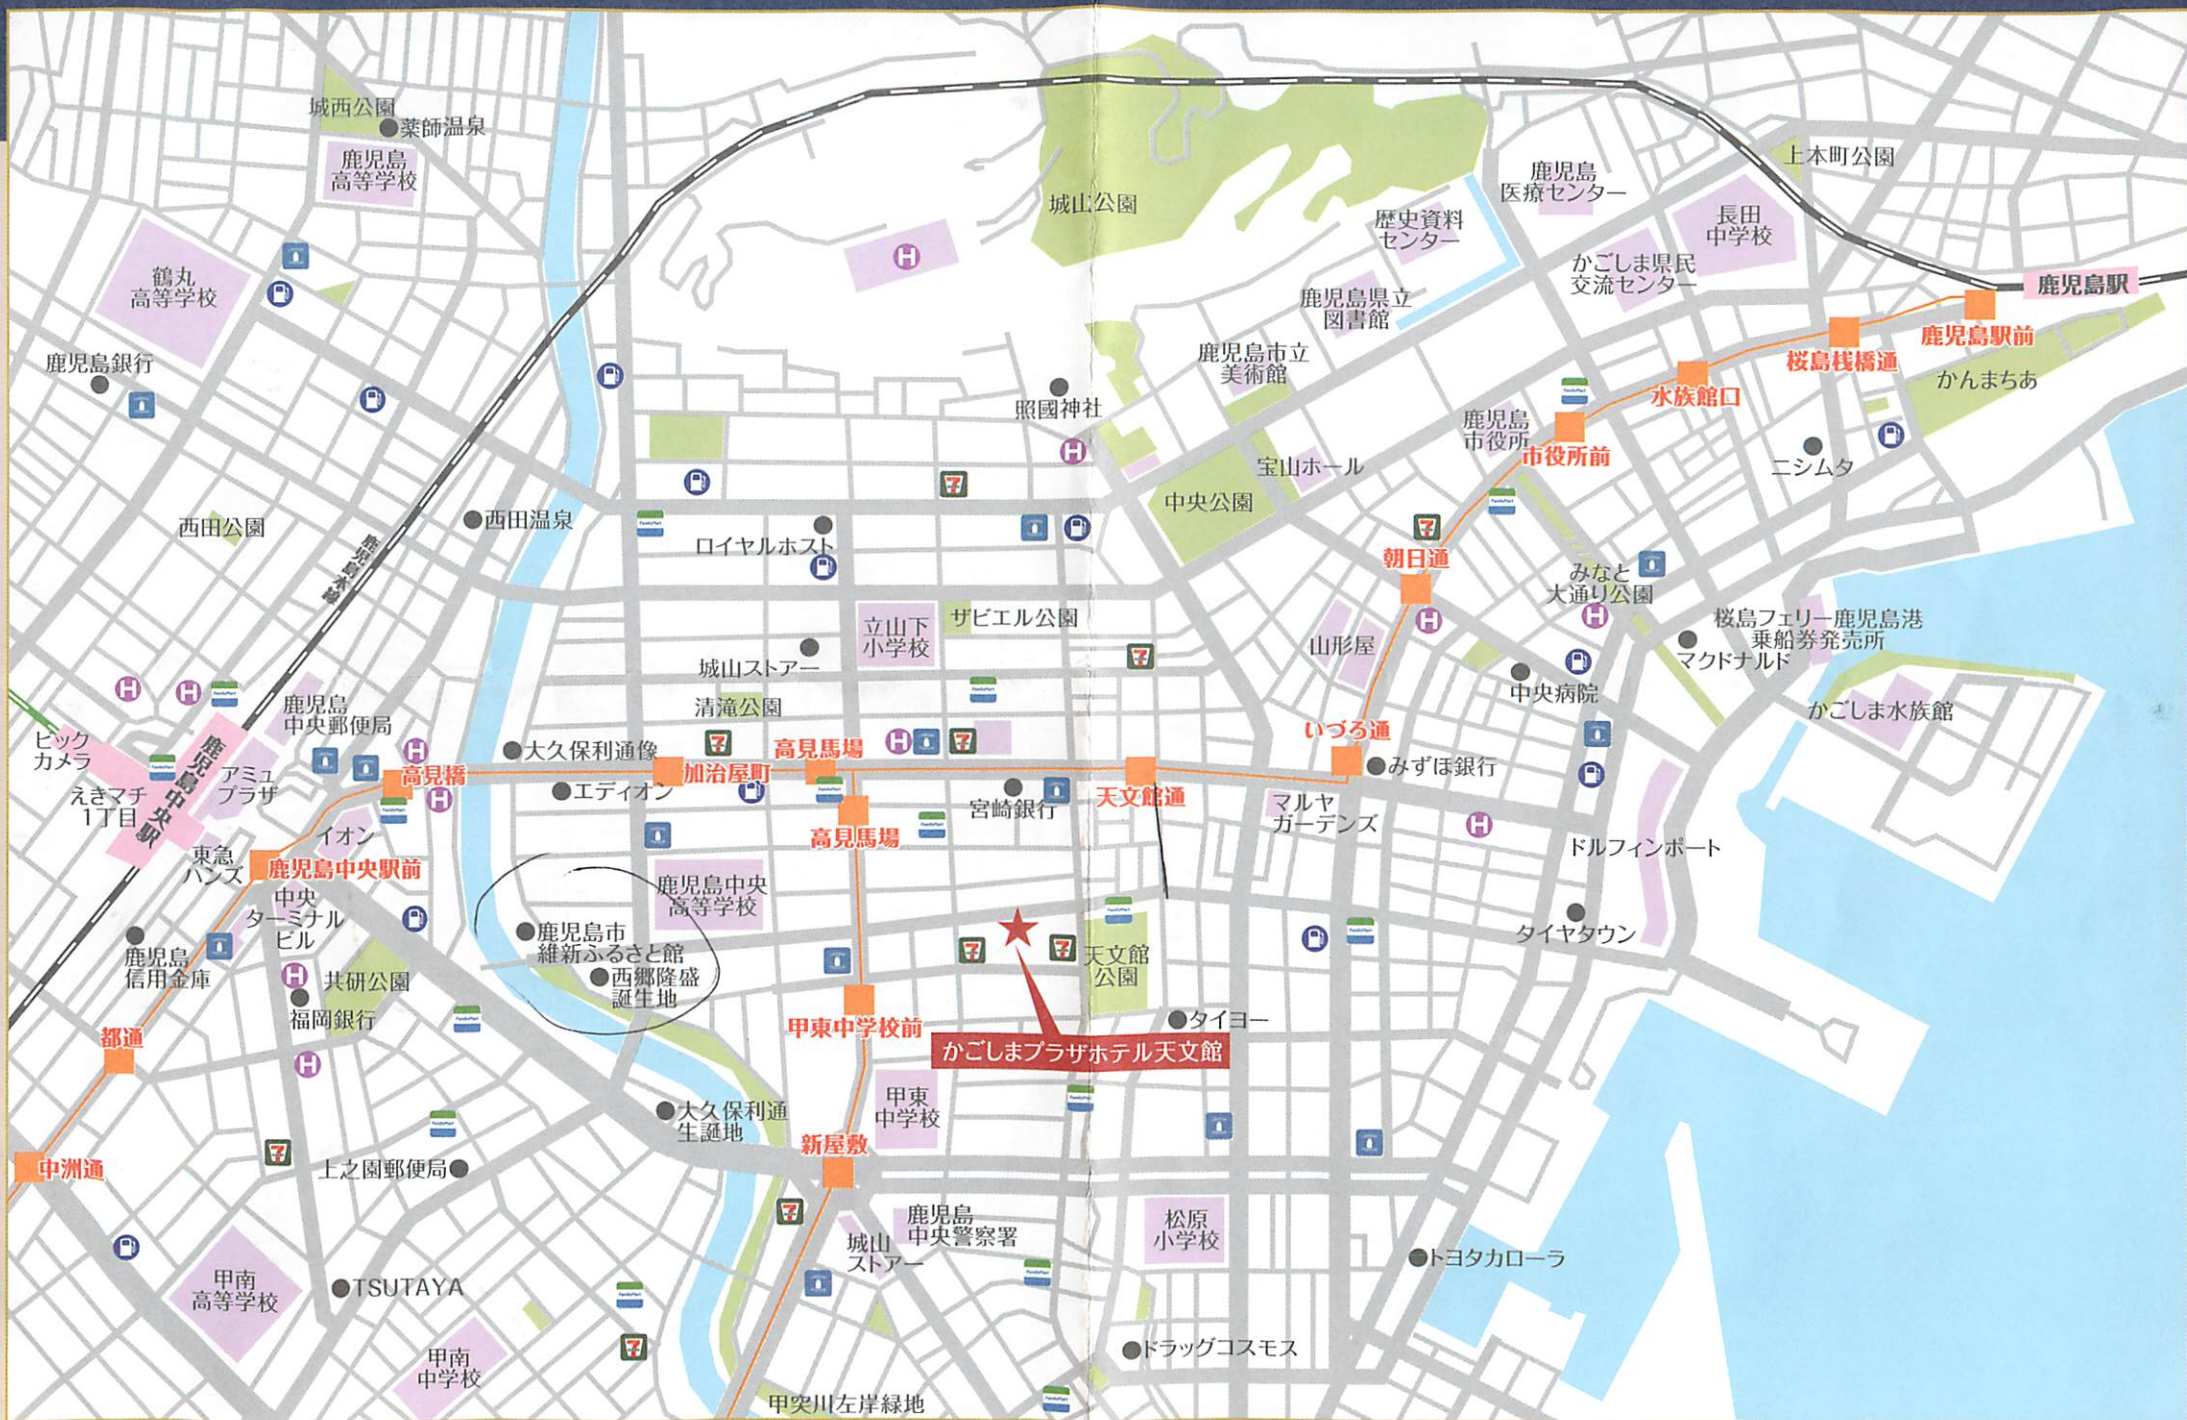 城西公園
薬師温泉
鹿児島
高等学校
鶴丸
高等学校
鹿児島銀行
西田公園
西田温泉
鹿児島本線
城山公園
歴史資料
センター
鹿児島
医療センター
上本町公園
長田
中学校
かごしま県民
交流センター
鹿児島県立
図書館
鹿児島駅
鹿児島駅前
桜島桟橋通
水族館口
かんまちあ
鹿児島市立
美術館
照國神社
鹿児島
市役所
市役所前
ニシムタ
宝山ホール
中央公園
ロイヤルホスト
朝日通
みなと
大通り公園
立山下
小学校
ザビエル公園
城山ストアー
清滝公園
山形屋
桜島フェリー鹿児島港
乗船券発売所
マクドナルド
中央病院
かごしま水族館
鹿児島
中央郵便局
ビック
カメラ
鹿児島中央駅
アミュ
プラザ
えきマチ
1丁目
大久保利通像
高見橋
エディオン
加治屋町
高見馬場
高見馬場
宮崎銀行
天文館通
いづろ通
みずほ銀行
マルヤ
ガーデンズ
ドルフィンポート
イオン
東急
ハンズ
鹿児島中央駅前
中央
ターミナル
ビル
鹿児島
信用金庫
共研公園
福岡銀行
都通
鹿児島中央
高等学校
鹿児島市
維新ふるさと館
西郷隆盛
誕生地
天文館
公園
タイヤタウン
甲東中学校前
タイヨー
かごしまプラザホテル天文館
甲東
中学校
大久保利通
生誕地
新屋敷
中洲通
上之園郵便局
鹿児島
中央警察署
城山
ストアー
松原
小学校
トヨタカローラ
甲南
高等学校
TSUTAYA
甲南
中学校
ドラッグコスモス
甲突川左岸緑地